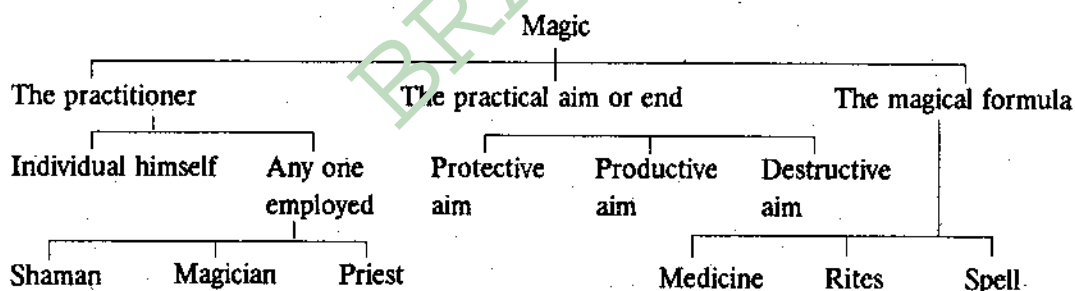 Magic
The practitioner The practical aim or end The magical formula
Individual himself Any one Protective Productive Destructive
employed aim aim aim
Shaman Magician Priest Medicine Rites Spell